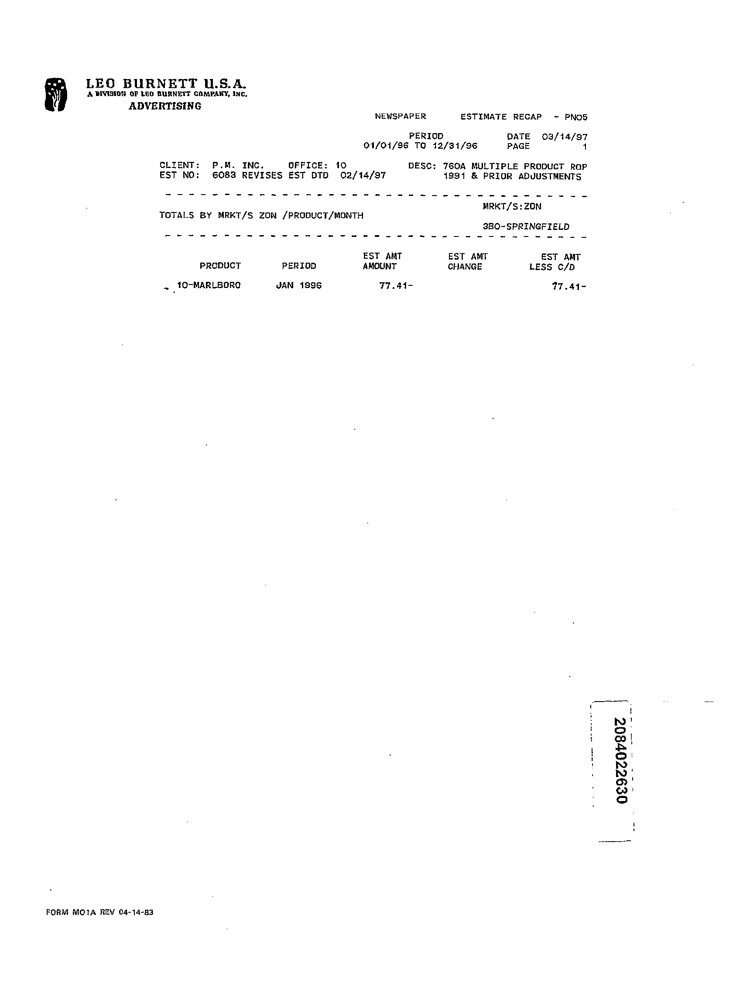 LEO BURNETT U.S.A.
A DIVISION OF LEO BURNETT COMPANY, INC.
ADVERTISING
NEWSPAPER ESTIMATE RECAP - PNO5
PERIOD DATE 03/14/97
01/01/96 TO 12/31/96 PAGE 1
CLIENT: P.M. INC. OFFICE: 10 DESC: 760A MULTIPLE PRODUCT ROP
EST NO: 6083 REVISES EST DTD 02/14/97 1991 & PRIOR ADJUSTMENTS
MRKT/S:ZON
TOTALS BY MRKT/S ZON /PRODUCT/MONTH
3BO-SPRINGFIELD
EST AMT EST AMT EST AMT
PRODUCT PERIOD AMOUNT CHANGE LESS C/D
10-MARLBORO JAN 1996 77.41- 77.41-
2084022630
FORM MO1A REV 04-14-83